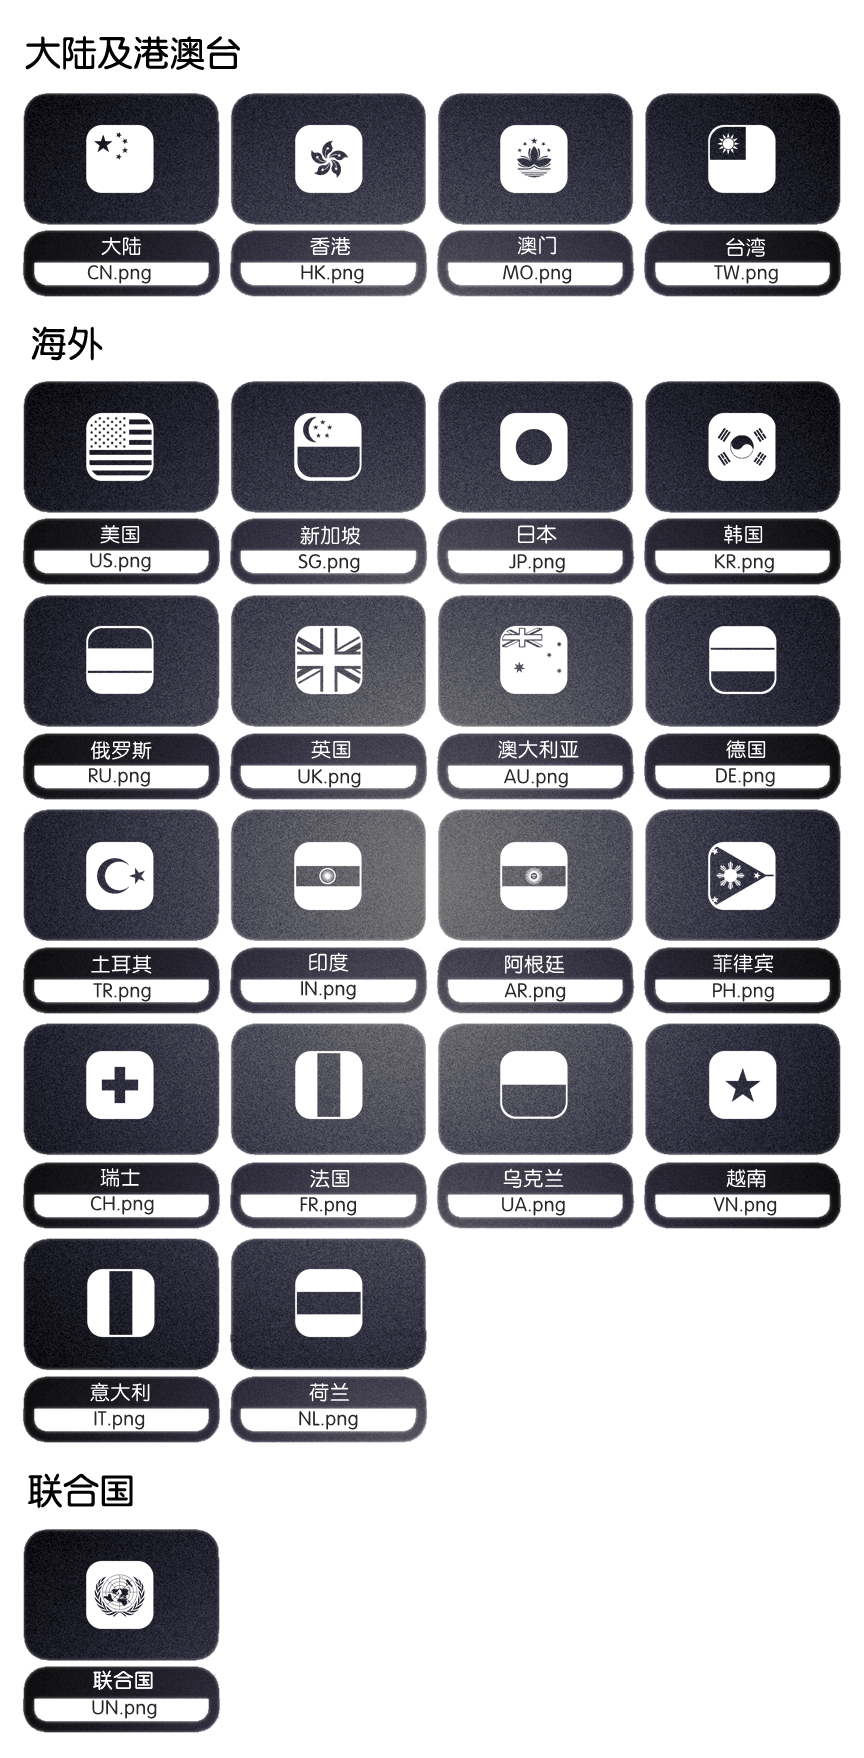 大陆及港澳台
大陆
CN.png
香港
HK.png
澳门
MO.png
台湾
TW.png
海外
美国
US.png
新加坡
SG.png
日本
JP.png
韩国
KR.png
俄罗斯
RU.png
英国
UK.png
澳大利亚
AU.png
德国
DE.png
土耳其
TR.png
印度
IN.png
阿根廷
AR.png
菲律宾
PH.png
瑞士
CH.png
法国
FR.png
乌克兰
UA.png
越南
VN.png
意大利
IT.png
荷兰
NL.png
联合国
联合国
UN.png